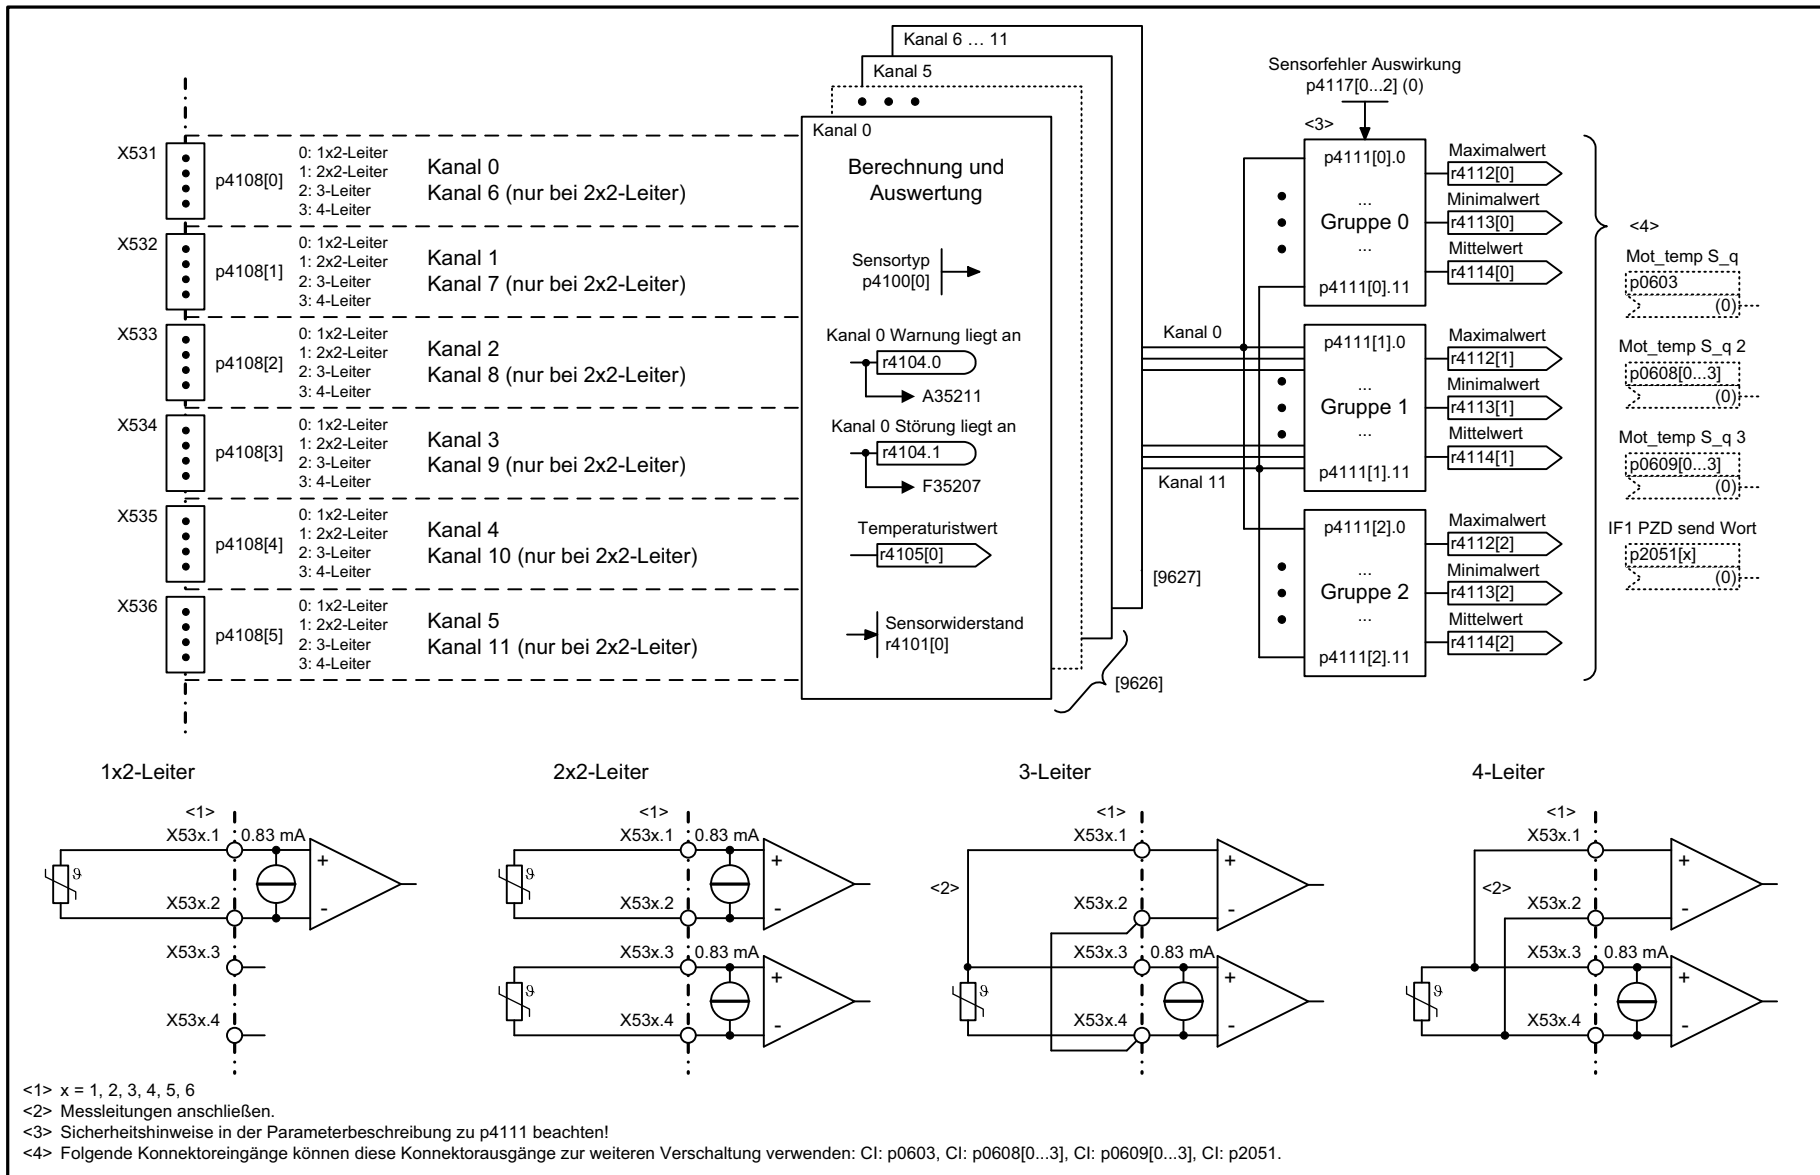 Kanal 6 … 11
Kanal 5
Kanal 0
Berechnung und
Auswertung
Sensortyp
p4100[0]
Kanal 0 Warnung liegt an
r4104.0
A35211
Kanal 0 Störung liegt an
r4104.1
F35207
Temperaturistwert
r4105[0]
Sensorwiderstand
r4101[0]
[9626]
[9627]
X531
p4108[0]
0: 1x2-Leiter
1: 2x2-Leiter
2: 3-Leiter
3: 4-Leiter
Kanal 0
Kanal 6 (nur bei 2x2-Leiter)
X532
p4108[1]
0: 1x2-Leiter
1: 2x2-Leiter
2: 3-Leiter
3: 4-Leiter
Kanal 1
Kanal 7 (nur bei 2x2-Leiter)
X533
p4108[2]
0: 1x2-Leiter
1: 2x2-Leiter
2: 3-Leiter
3: 4-Leiter
Kanal 2
Kanal 8 (nur bei 2x2-Leiter)
X534
p4108[3]
0: 1x2-Leiter
1: 2x2-Leiter
2: 3-Leiter
3: 4-Leiter
Kanal 3
Kanal 9 (nur bei 2x2-Leiter)
X535
p4108[4]
0: 1x2-Leiter
1: 2x2-Leiter
2: 3-Leiter
3: 4-Leiter
Kanal 4
Kanal 10 (nur bei 2x2-Leiter)
X536
p4108[5]
0: 1x2-Leiter
1: 2x2-Leiter
2: 3-Leiter
3: 4-Leiter
Kanal 5
Kanal 11 (nur bei 2x2-Leiter)
Kanal 0
Kanal 11
Sensorfehler Auswirkung
p4117[0...2] (0)
<3>
p4111[0].0
...
Gruppe 0
...
p4111[0].11
Maximalwert
r4112[0]
Minimalwert
r4113[0]
Mittelwert
r4114[0]
p4111[1].0
...
Gruppe 1
...
p4111[1].11
Maximalwert
r4112[1]
Minimalwert
r4113[1]
Mittelwert
r4114[1]
p4111[2].0
...
Gruppe 2
...
p4111[2].11
Maximalwert
r4112[2]
Minimalwert
r4113[2]
Mittelwert
r4114[2]
<4>
Mot_temp S_q
p0603
(0)
Mot_temp S_q 2
p0608[0...3]
(0)
Mot_temp S_q 3
p0609[0...3]
(0)
IF1 PZD send Wort
p2051[x]
(0)
1x2-Leiter
<1>
X53x.1
0.83 mA
+
ϑ
X53x.2
-
X53x.3
X53x.4
2x2-Leiter
<1>
X53x.1
0.83 mA
+
ϑ
X53x.2
-
X53x.3
0.83 mA
+
ϑ
X53x.4
-
3-Leiter
<1>
X53x.1
+
<2>
X53x.2
-
X53x.3
0.83 mA
+
ϑ
X53x.4
-
4-Leiter
<1>
X53x.1
+
<2>
X53x.2
-
X53x.3
0.83 mA
+
ϑ
X53x.4
-
<1> x = 1, 2, 3, 4, 5, 6
<2> Messleitungen anschließen.
<3> Sicherheitshinweise in der Parameterbeschreibung zu p4111 beachten!
<4> Folgende Konnektoreingänge können diese Konnektorausgänge zur weiteren Verschaltung verwenden: CI: p0603, CI: p0608[0...3], CI: p0609[0...3], CI: p2051.